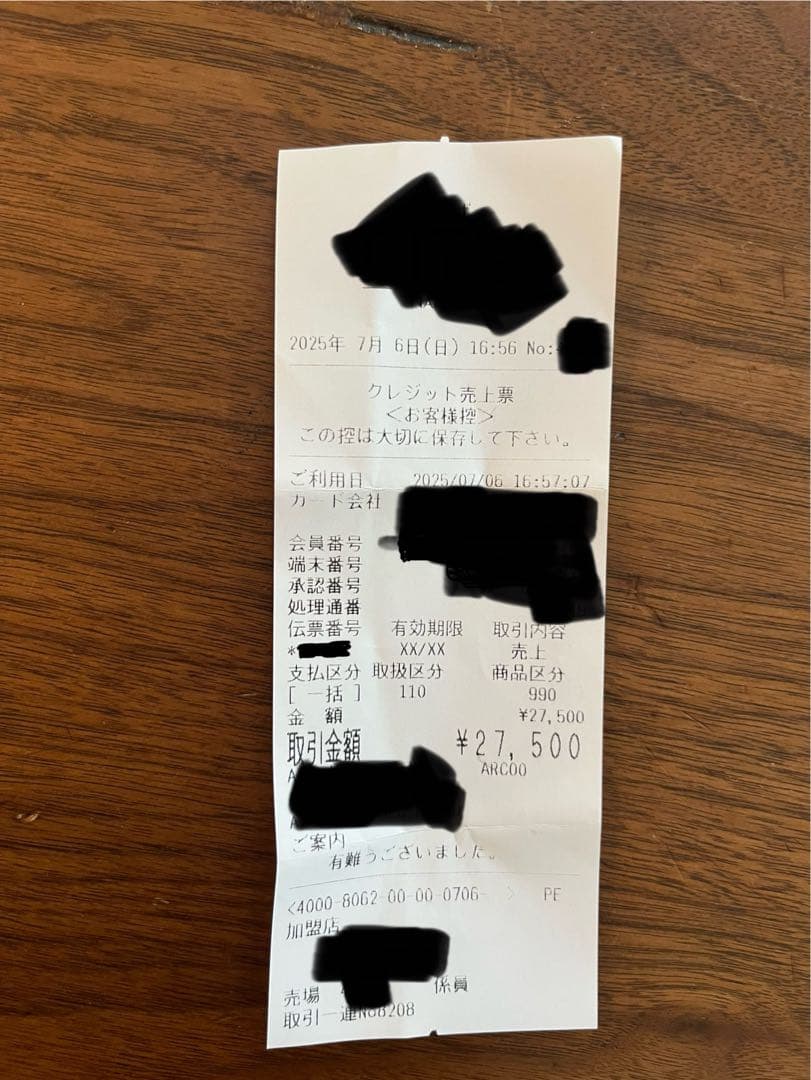 2025年 7月 6日(日) 16:56 No:
クレジット売上票
<お客様控>
この控は大切に保存して下さい。
ご利用日 2025/07/06 16:57:07
カード会社
会員番号
端末番号
承認番号
処理通番
伝票番号 有効期限 取引内容
* XX/XX 売上
支払区分 取扱区分 商品区分
[ 一括 ] 110 990
金 額 ¥27,500
取引金額 ¥27,500
ARC00
ご案内
有難うございました。
<4000-8062-00-00-0706- > PE
加盟店
売場 係員
取引一連No8208